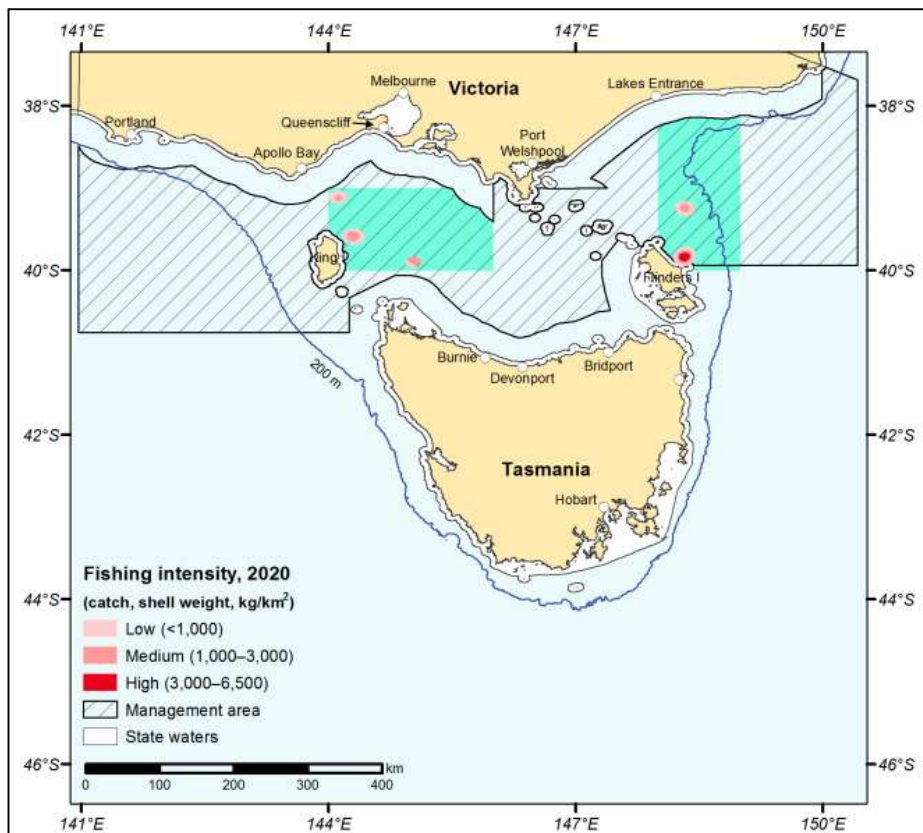 141°E 144°E 147°E 150°E
38°S 38°S
40°S 40°S
42°S 42°S
44°S 44°S
46°S 46°S
Melbourne
Victoria
Lakes Entrance
Portland
Queenscliff
Port
Welshpool
Apollo Bay
King I
Flinders I
200 m
Burnie
Devonport
Bridport
Tasmania
Hobart
Fishing intensity, 2020
(catch, shell weight, kg/km²)
Low (<1,000)
Medium (1,000–3,000)
High (3,000–6,500)
Management area
State waters
km
0 100 200 300 400
141°E 144°E 147°E 150°E